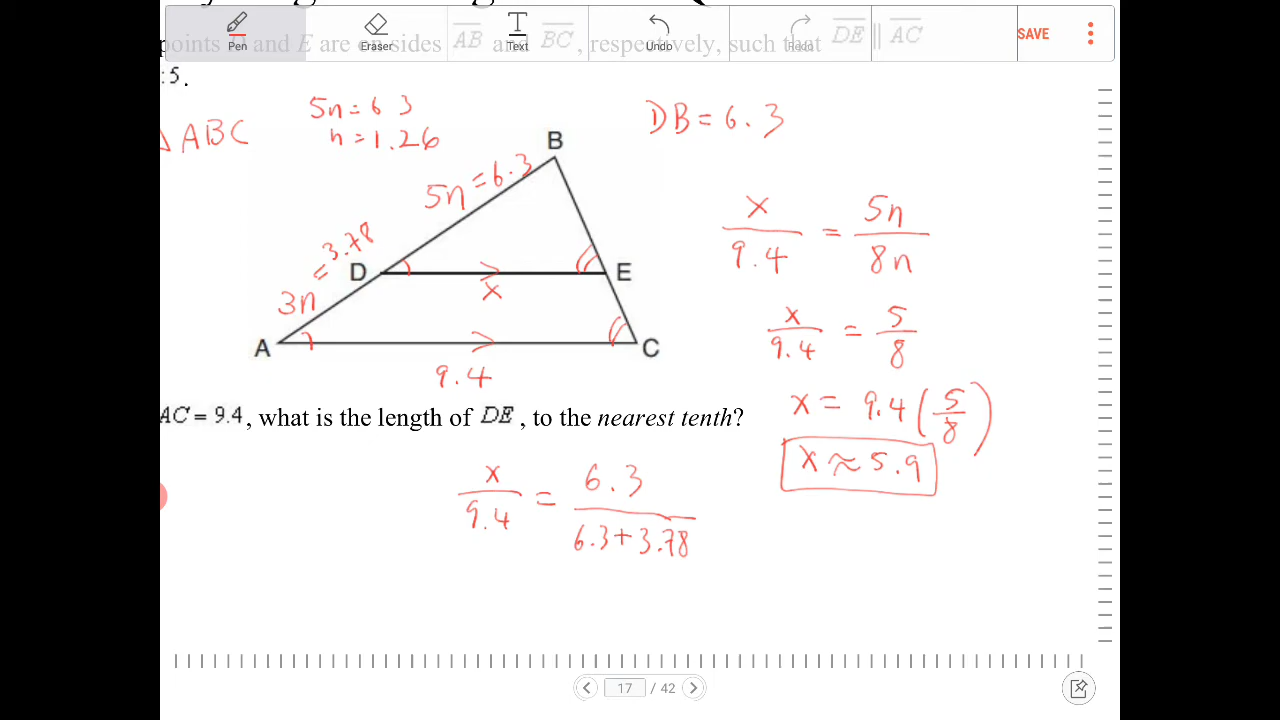 Pen Eraser Text Undo Redo SAVE
points D and E are on sides AB and BC, respectively, such that DE || AC
:5.
5n = 6.3
DB = 6.3
△ABC
n = 1.26
B
5n = 6.3
x/9.4 = 5n/8n
3n = 3.78
D
E
x
x/9.4 = 5/8
A
C
9.4
x = 9.4(5/8)
AC = 9.4, what is the length of DE, to the nearest tenth?
x ≈ 5.9
x/9.4 = 6.3/6.3+3.78
17 / 42